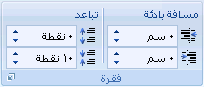 مسافة بادئة تباعد
٠ سم ٠ نقطة
٠ سم ١٠ نقطة
فقرة